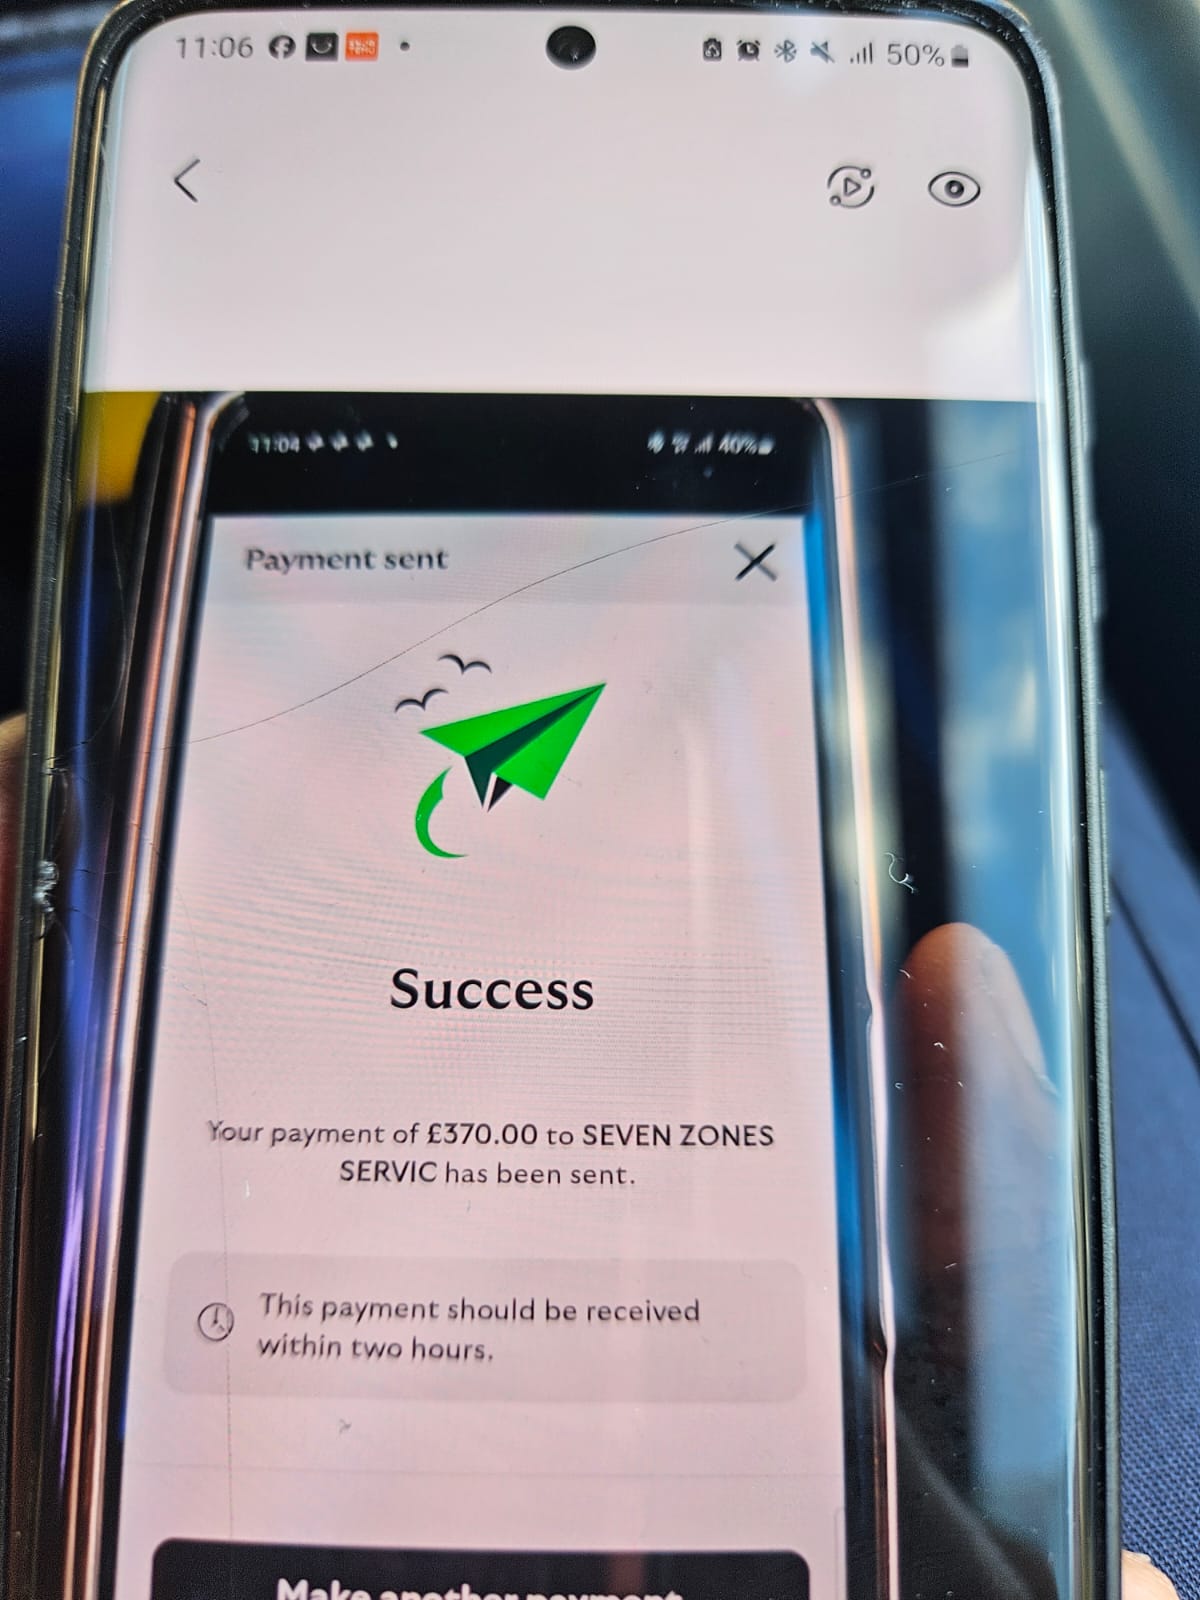 11:06
50%
11:04
40%
Payment sent
Success
Your payment of £370.00 to SEVEN ZONES
SERVIC has been sent.
This payment should be received
within two hours.
Make another payment